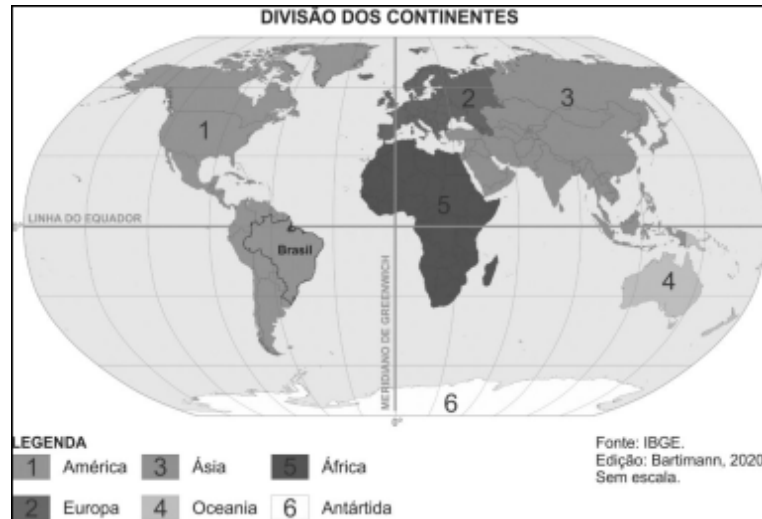 DIVISÃO DOS CONTINENTES
1
2
3
5
LINHA DO EQUADOR
0°
Brasil
4
MERIDIANO DE GREENWICH
6
0°
LEGENDA
1 América
3 Ásia
5 África
2 Europa
4 Oceania
6 Antártida
Fonte: IBGE.
Edição: Bartimann, 2020
Sem escala.